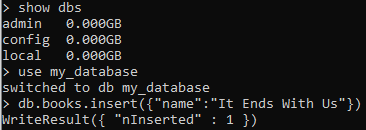 > show dbs
admin   0.000GB
config  0.000GB
local   0.000GB
> use my_database
switched to db my_database
> db.books.insert({"name":"It Ends With Us"})
WriteResult({ "nInserted" : 1 })